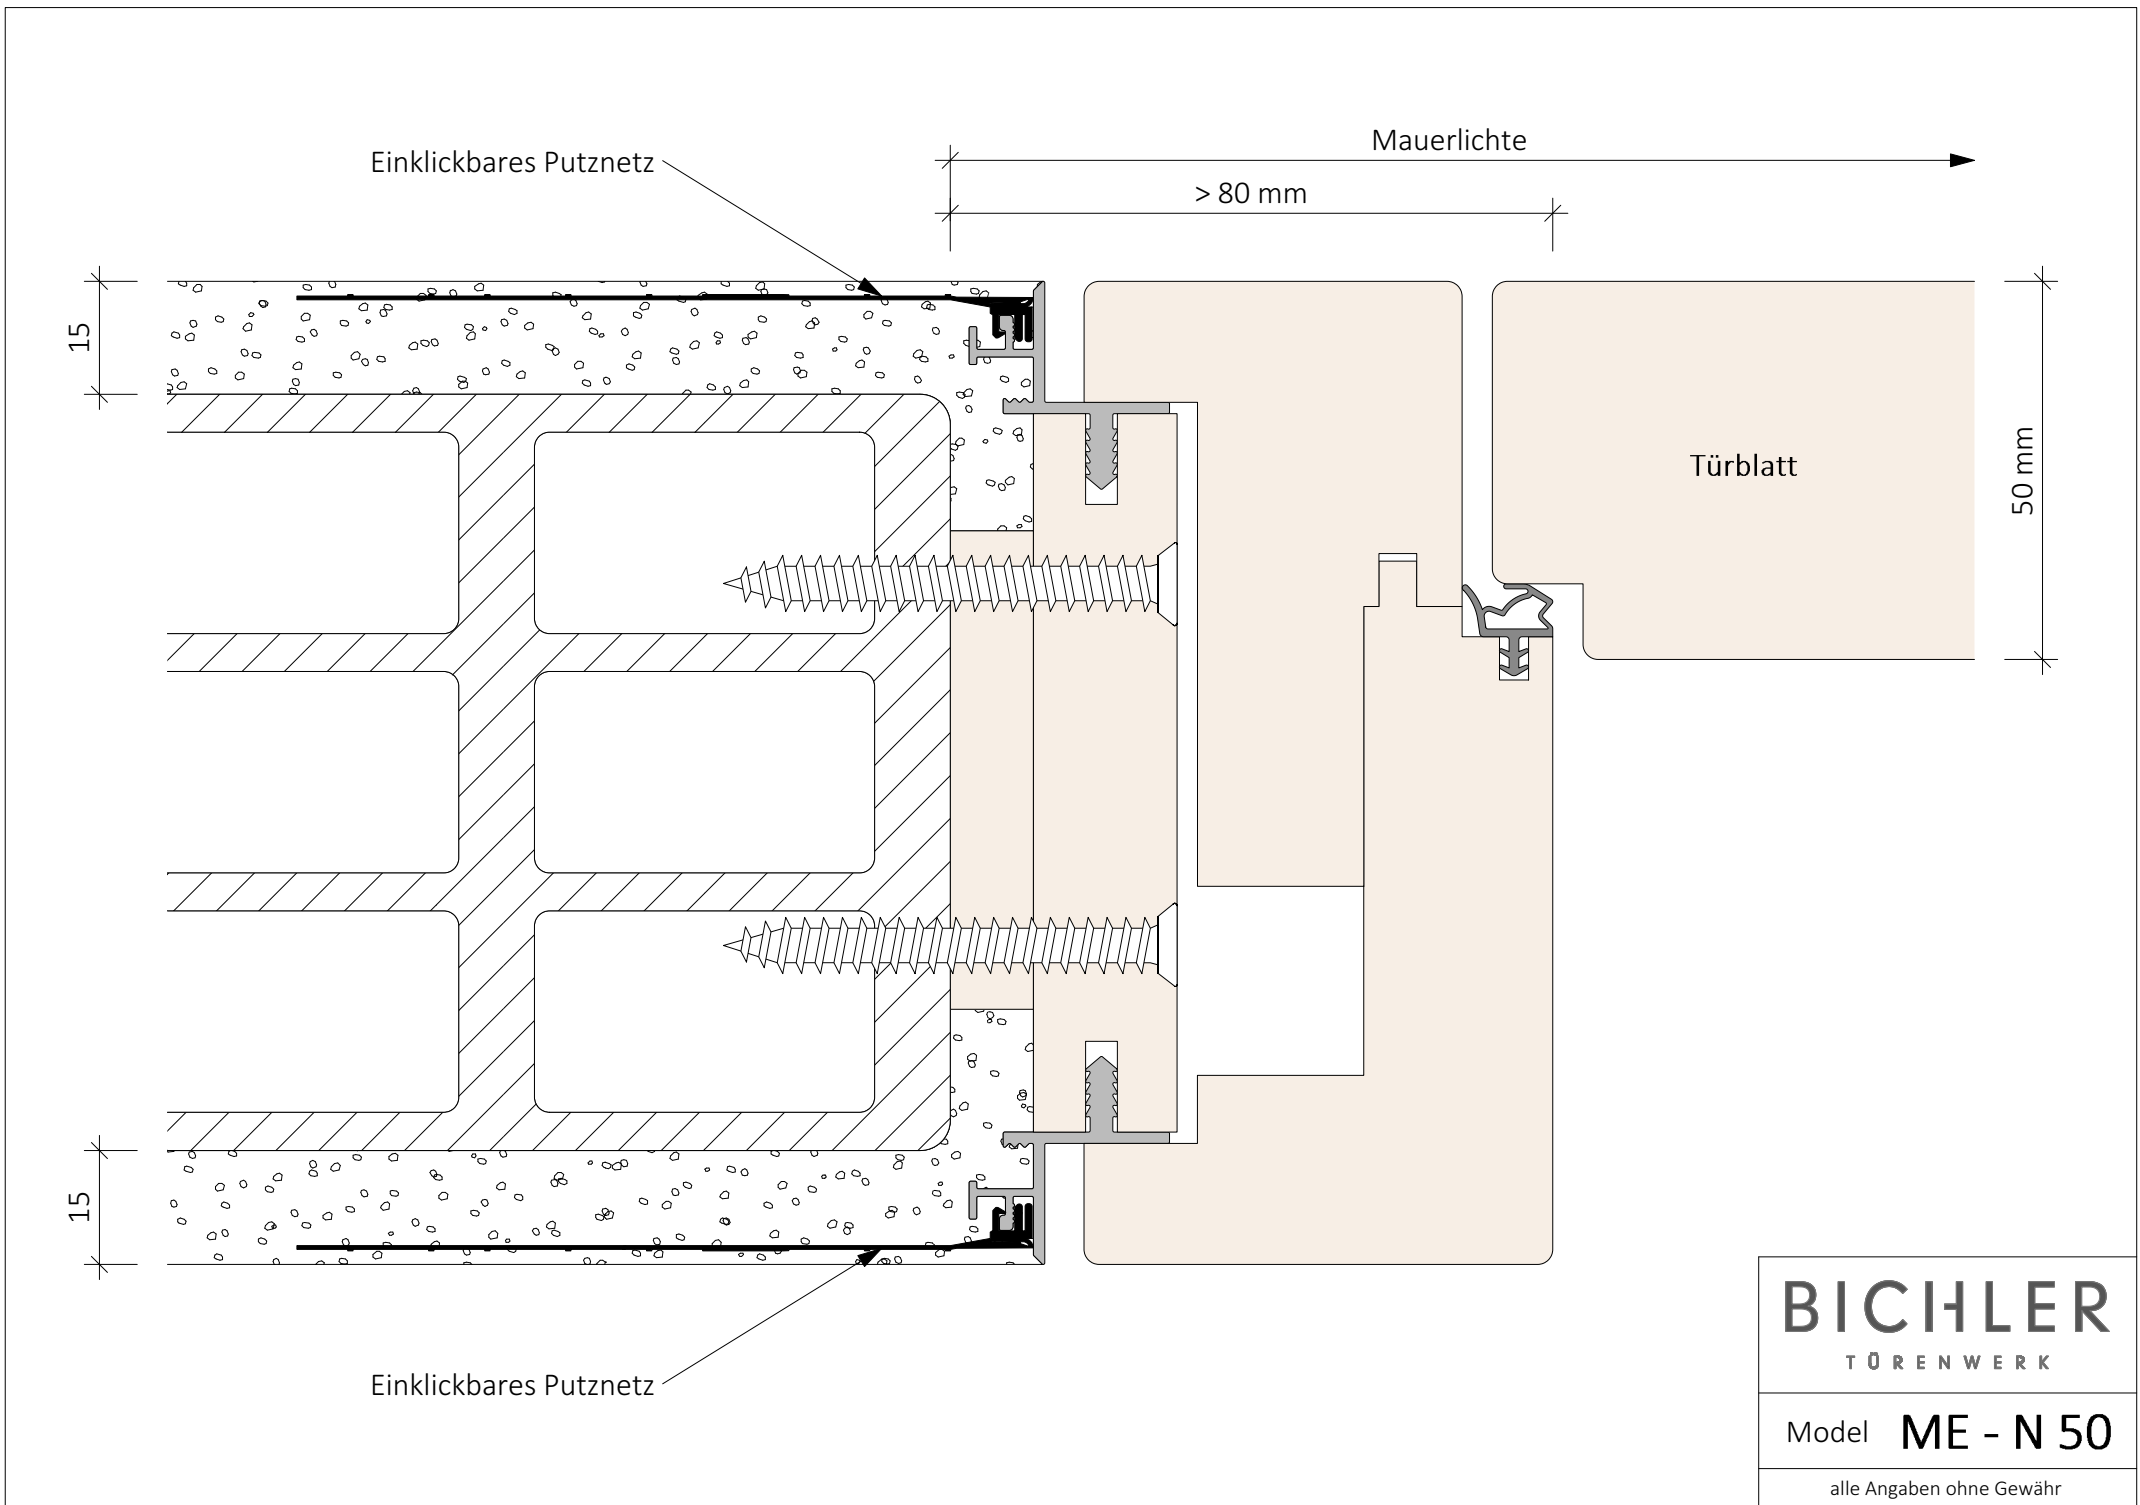 Mauerlichte
Einklickbares Putznetz
> 80 mm
15
Türblatt
50 mm
15
Einklickbares Putznetz
BICHLER
TÜRENWERK
Model ME - N 50
alle Angaben ohne Gewähr